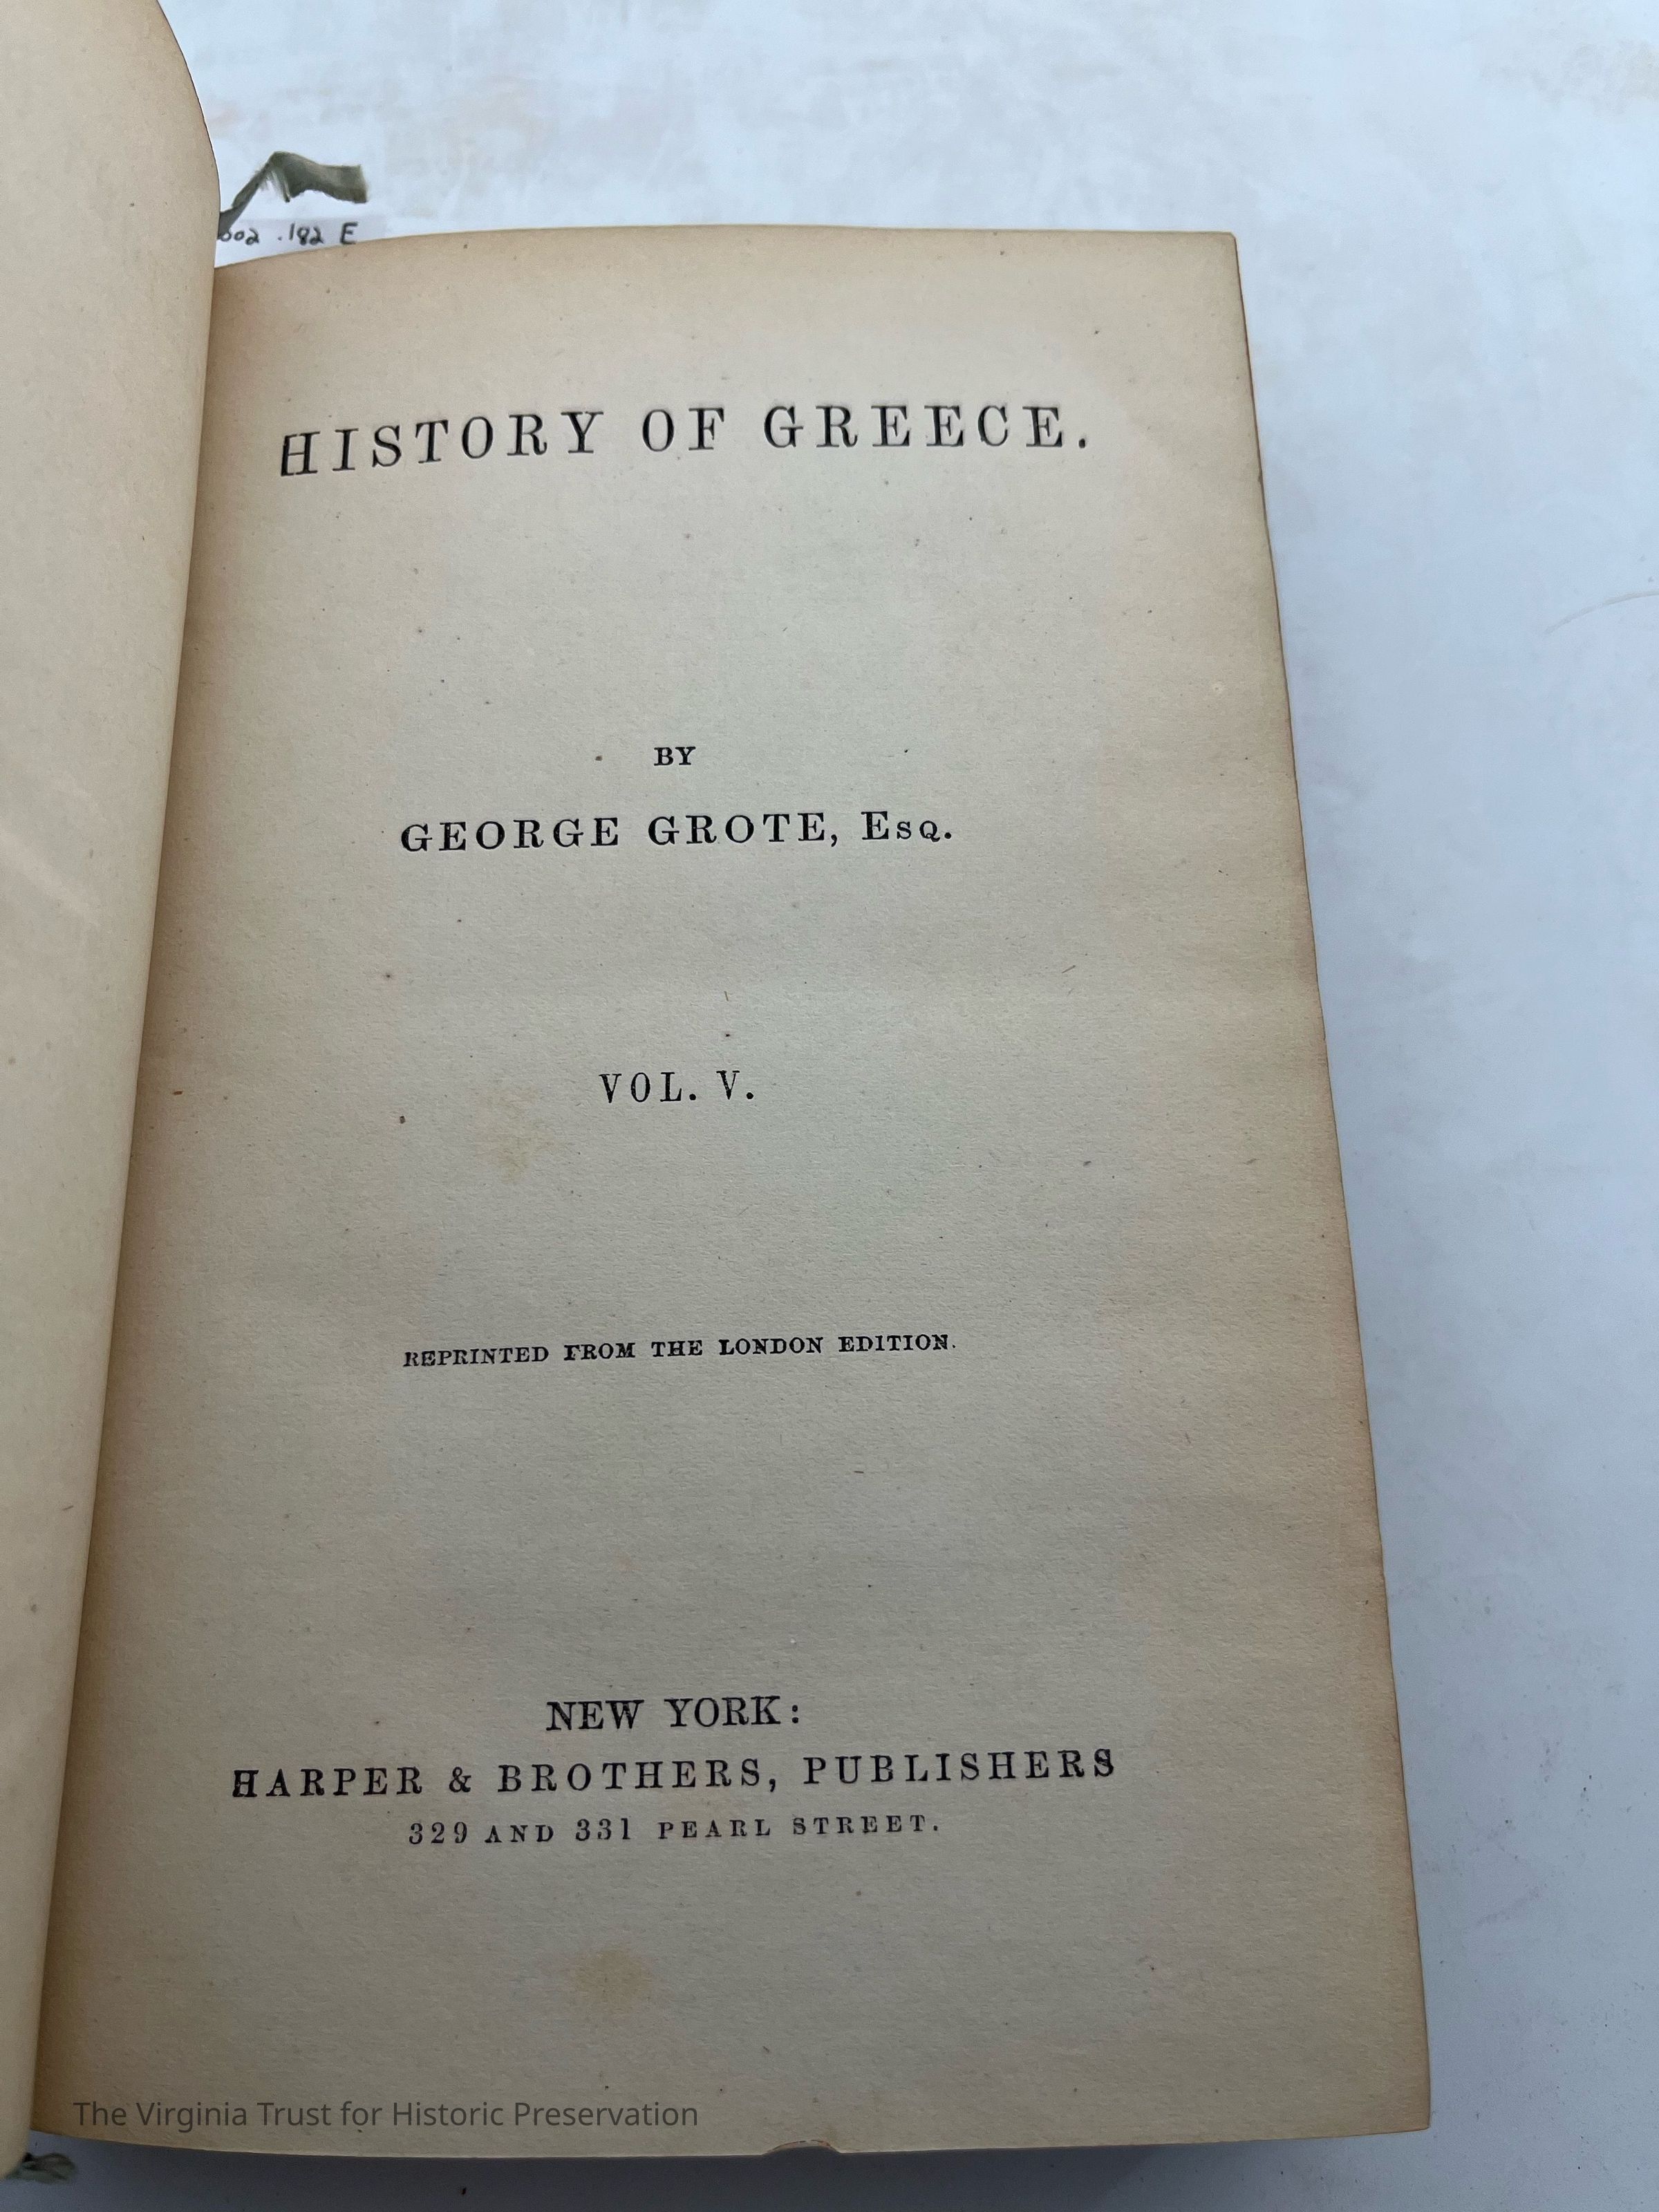 .182 E
HISTORY OF GREECE.
BY
GEORGE GROTE, Esq.
VOL. V.
REPRINTED FROM THE LONDON EDITION.
NEW YORK:
HARPER & BROTHERS, PUBLISHERS
329 AND 331 PEARL STREET.
The Virginia Trust for Historic Preservation